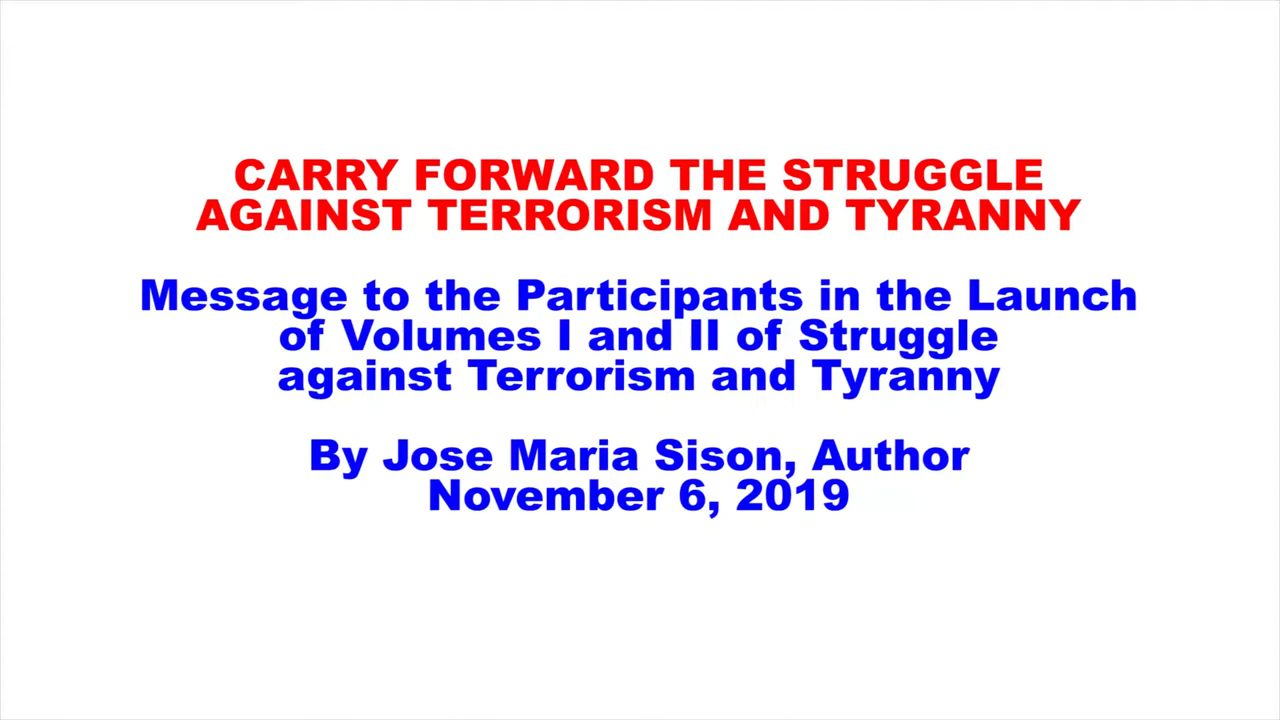 CARRY FORWARD THE STRUGGLE
AGAINST TERRORISM AND TYRANNY
Message to the Participants in the Launch
of Volumes I and II of Struggle
against Terrorism and Tyranny
By Jose Maria Sison, Author
November 6, 2019